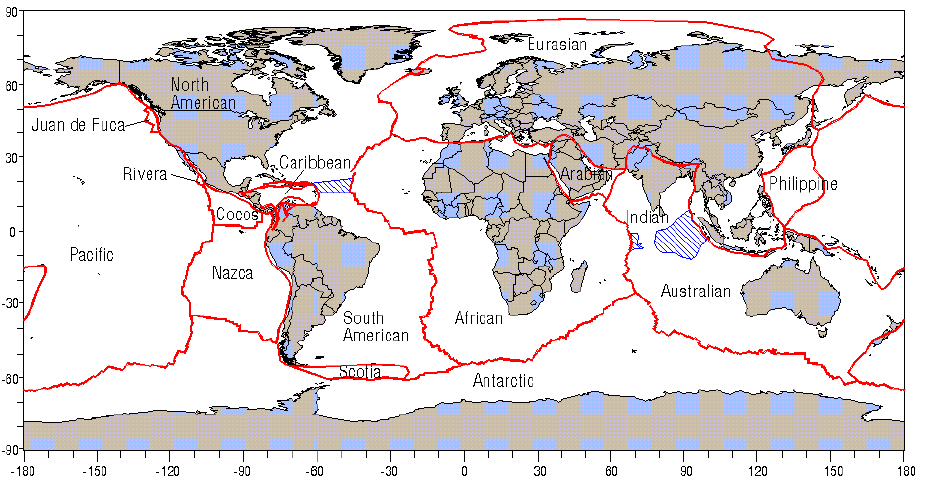 90
Eurasian
60
North
American
Juan de Fuca
30
Caribbean
Rivera
Arabian
Philippine
Cocos
Indian
0
Pacific
Nazca
Australian
-30
South
American
African
Scotia
-60
Antarctic
-90
-180 -150 -120 -90 -60 -30 0 30 60 90 120 150 180